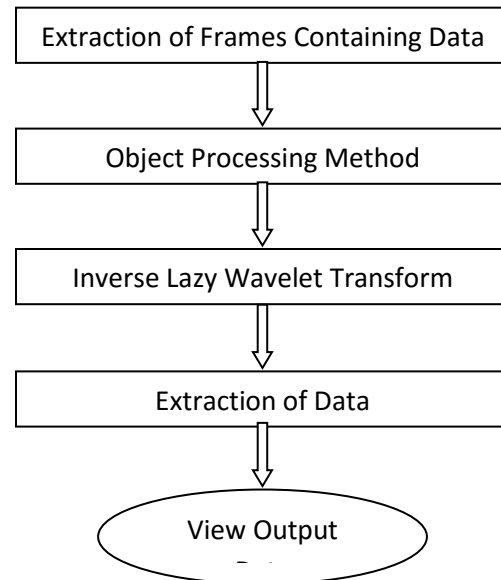 Extraction of Frames Containing Data
Object Processing Method
Inverse Lazy Wavelet Transform
Extraction of Data
View Output